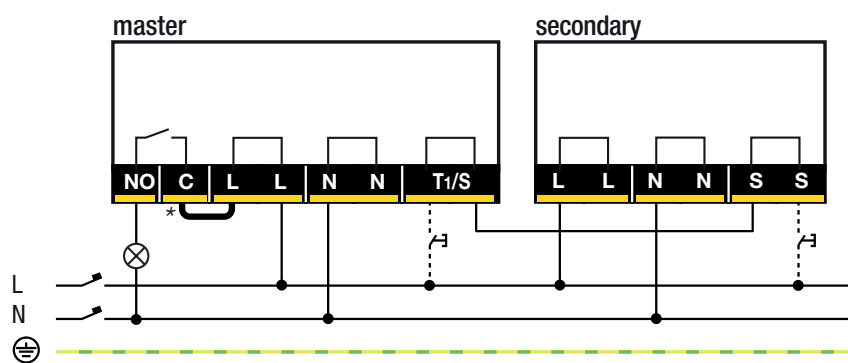 master
secondary
NO C L L N N T1/S
L L N N S S
*
L
N